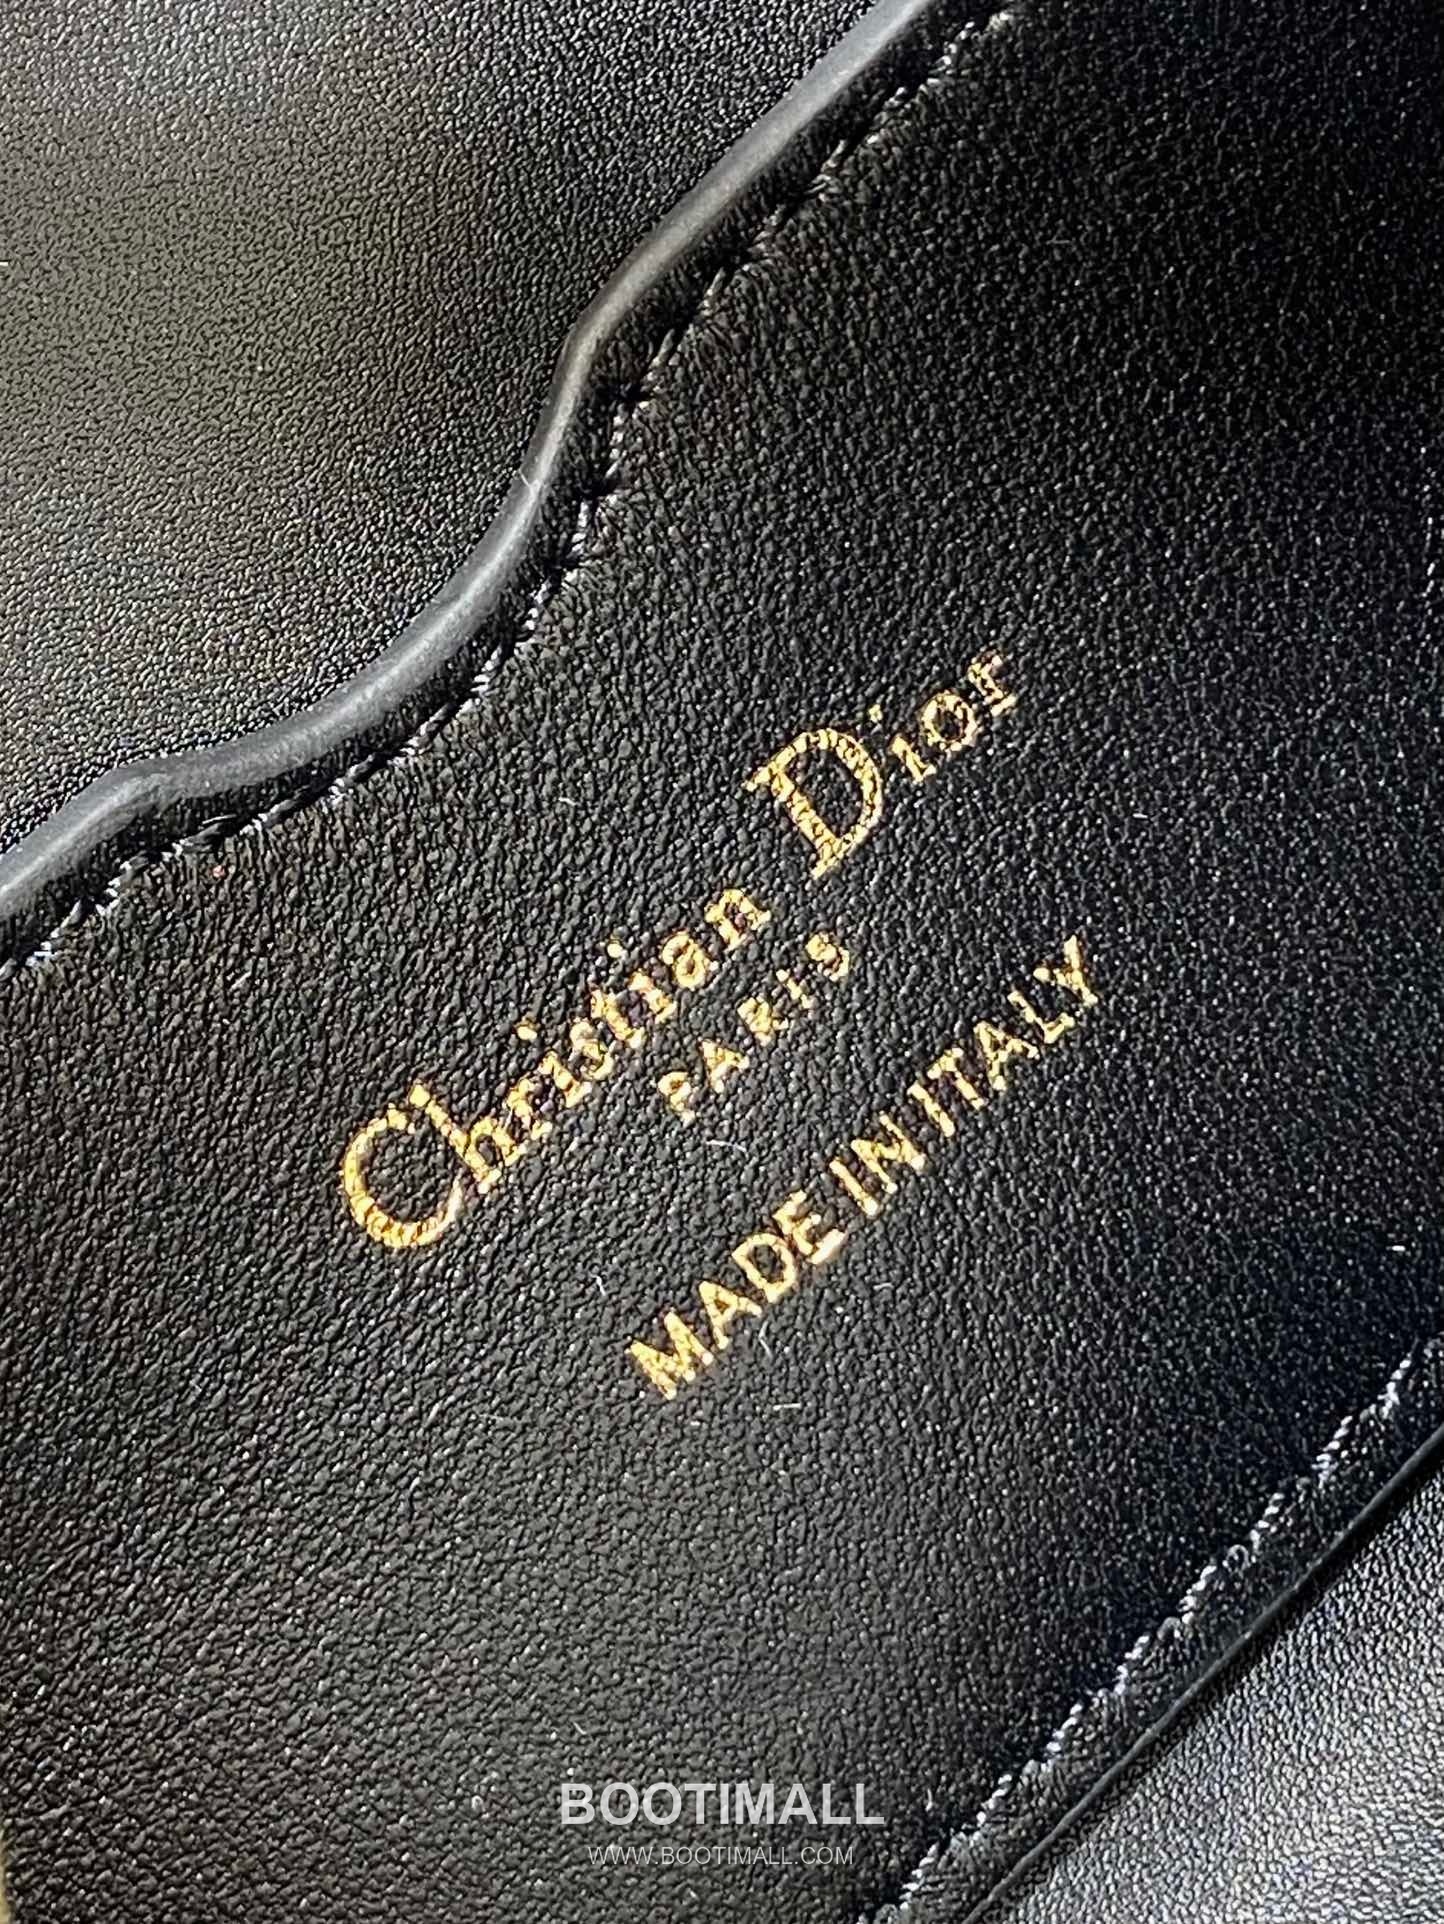 Christian Dior
PARIS
MADE IN ITALY
BOOTIMALL
WWW.BOOTIMALL.COM